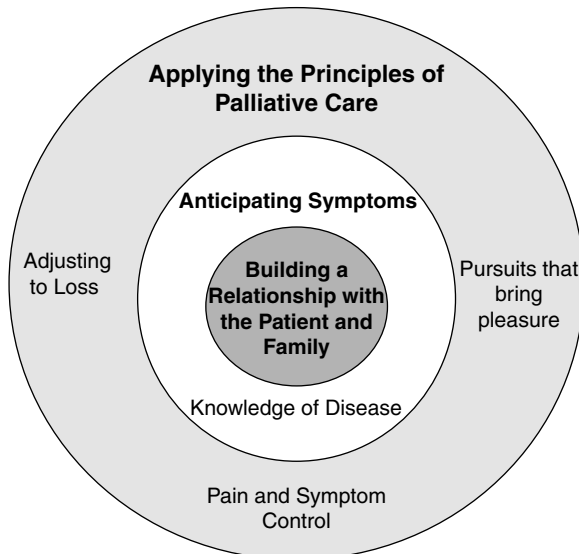 Applying the Principles of
Palliative Care
Anticipating Symptoms
Adjusting
to Loss
Building a
Relationship with
the Patient and
Family
Pursuits that
bring
pleasure
Knowledge of Disease
Pain and Symptom
Control